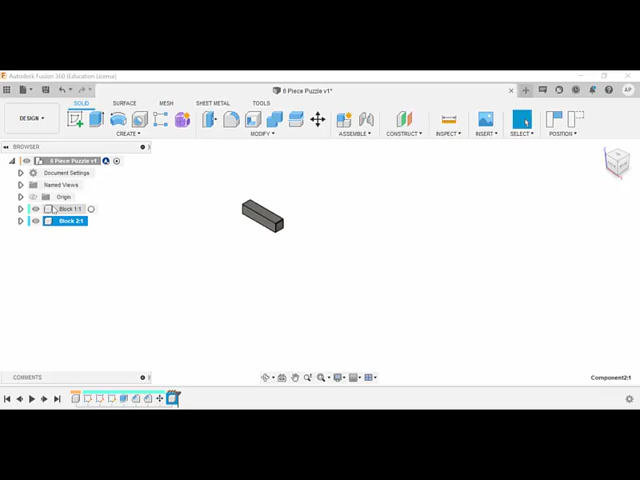 Autodesk Fusion 360 (Education License)
6 Piece Puzzle v1*
AP
SOLID SURFACE MESH SHEET METAL TOOLS
DESIGN
CREATE MODIFY ASSEMBLE CONSTRUCT INSPECT INSERT SELECT POSITION
BROWSER
6 Piece Puzzle v1
Document Settings
Named Views
Origin
Block 1:1
Block 2:1
COMMENTS
Component2:1